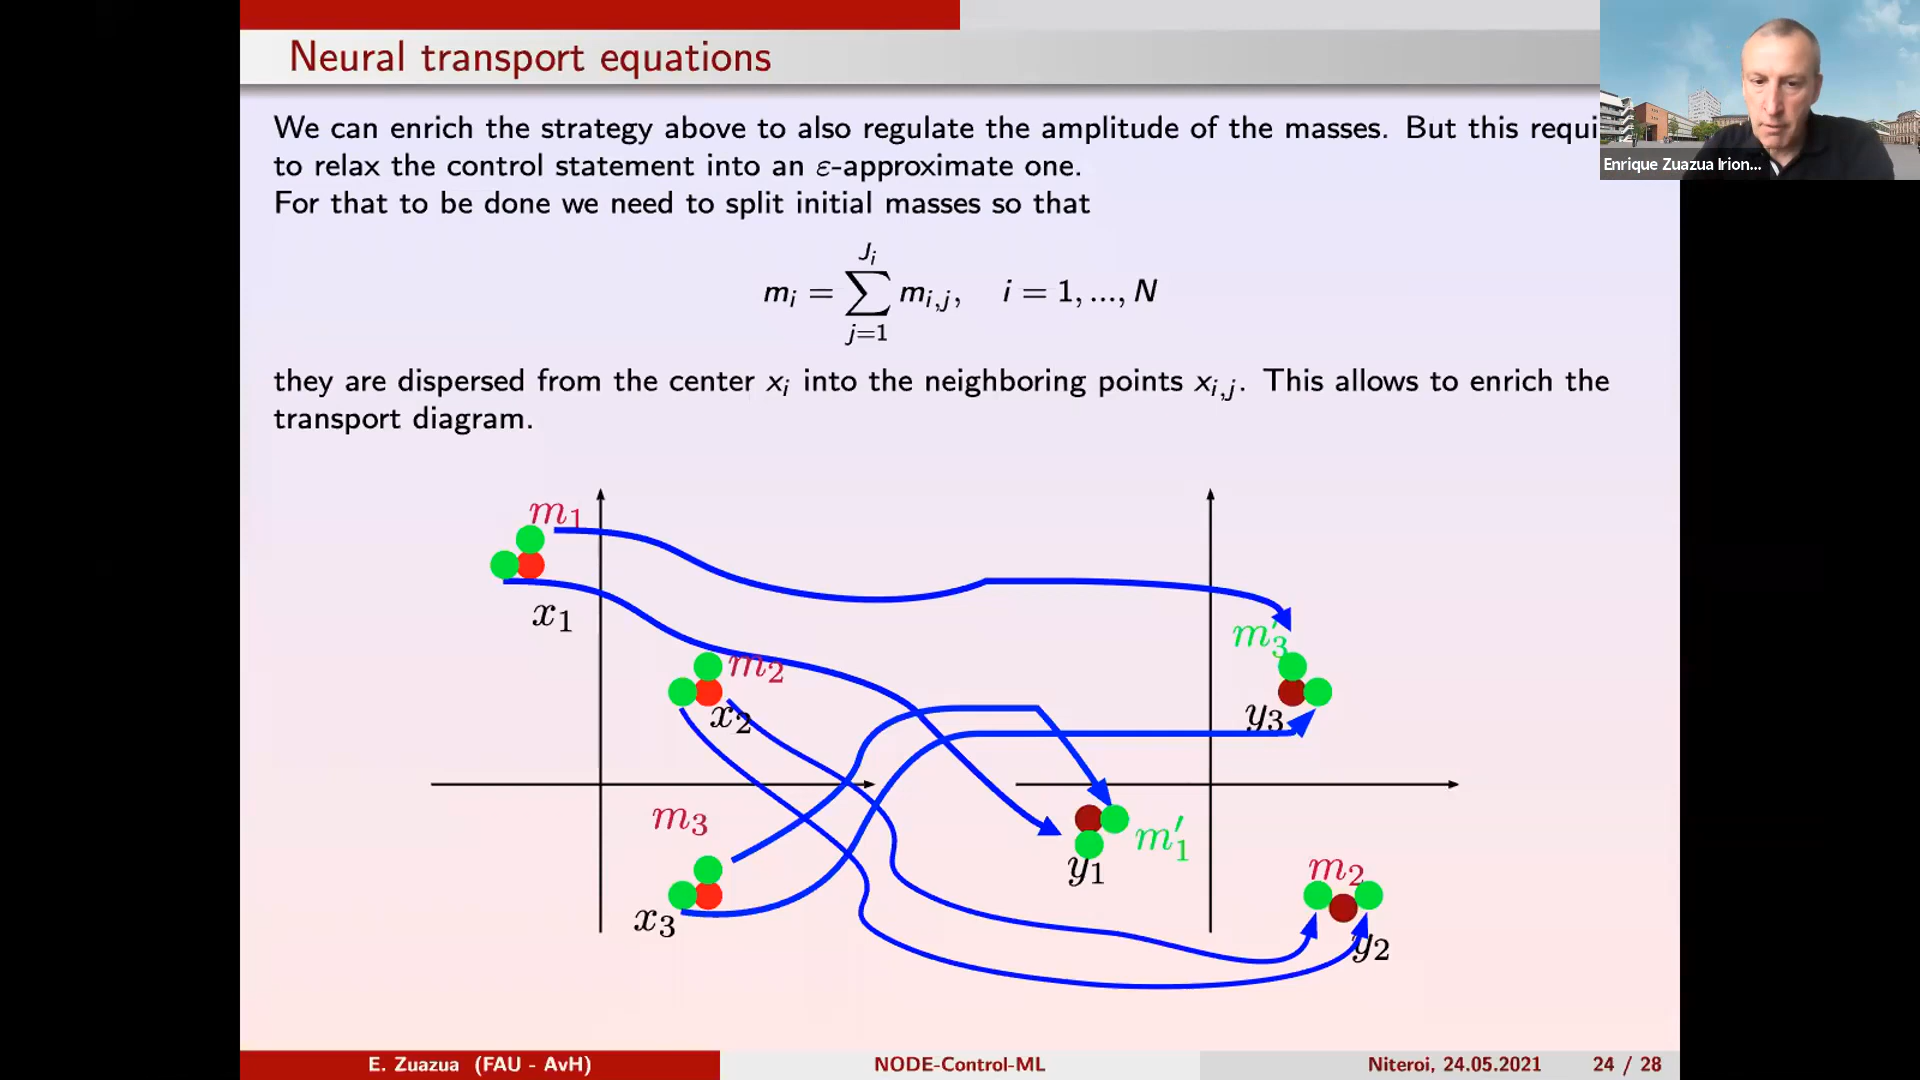 Neural transport equations
We can enrich the strategy above to also regulate the amplitude of the masses. But this requi
to relax the control statement into an ε-approximate one.
For that to be done we need to split initial masses so that
m_i = \sum_{j=1}^{J_i} m_{i,j}, i = 1, ..., N
they are dispersed from the center x_i into the neighboring points x_{i,j}. This allows to enrich the
transport diagram.
m_1
x_1
m_2
x_2
m_3
x_3
m'_3
y_3
m'_1
y_1
m_2
y_2
Enrique Zuazua Irion...
E. Zuazua (FAU - AvH) NODE-Control-ML Niteroi, 24.05.2021 24 / 28